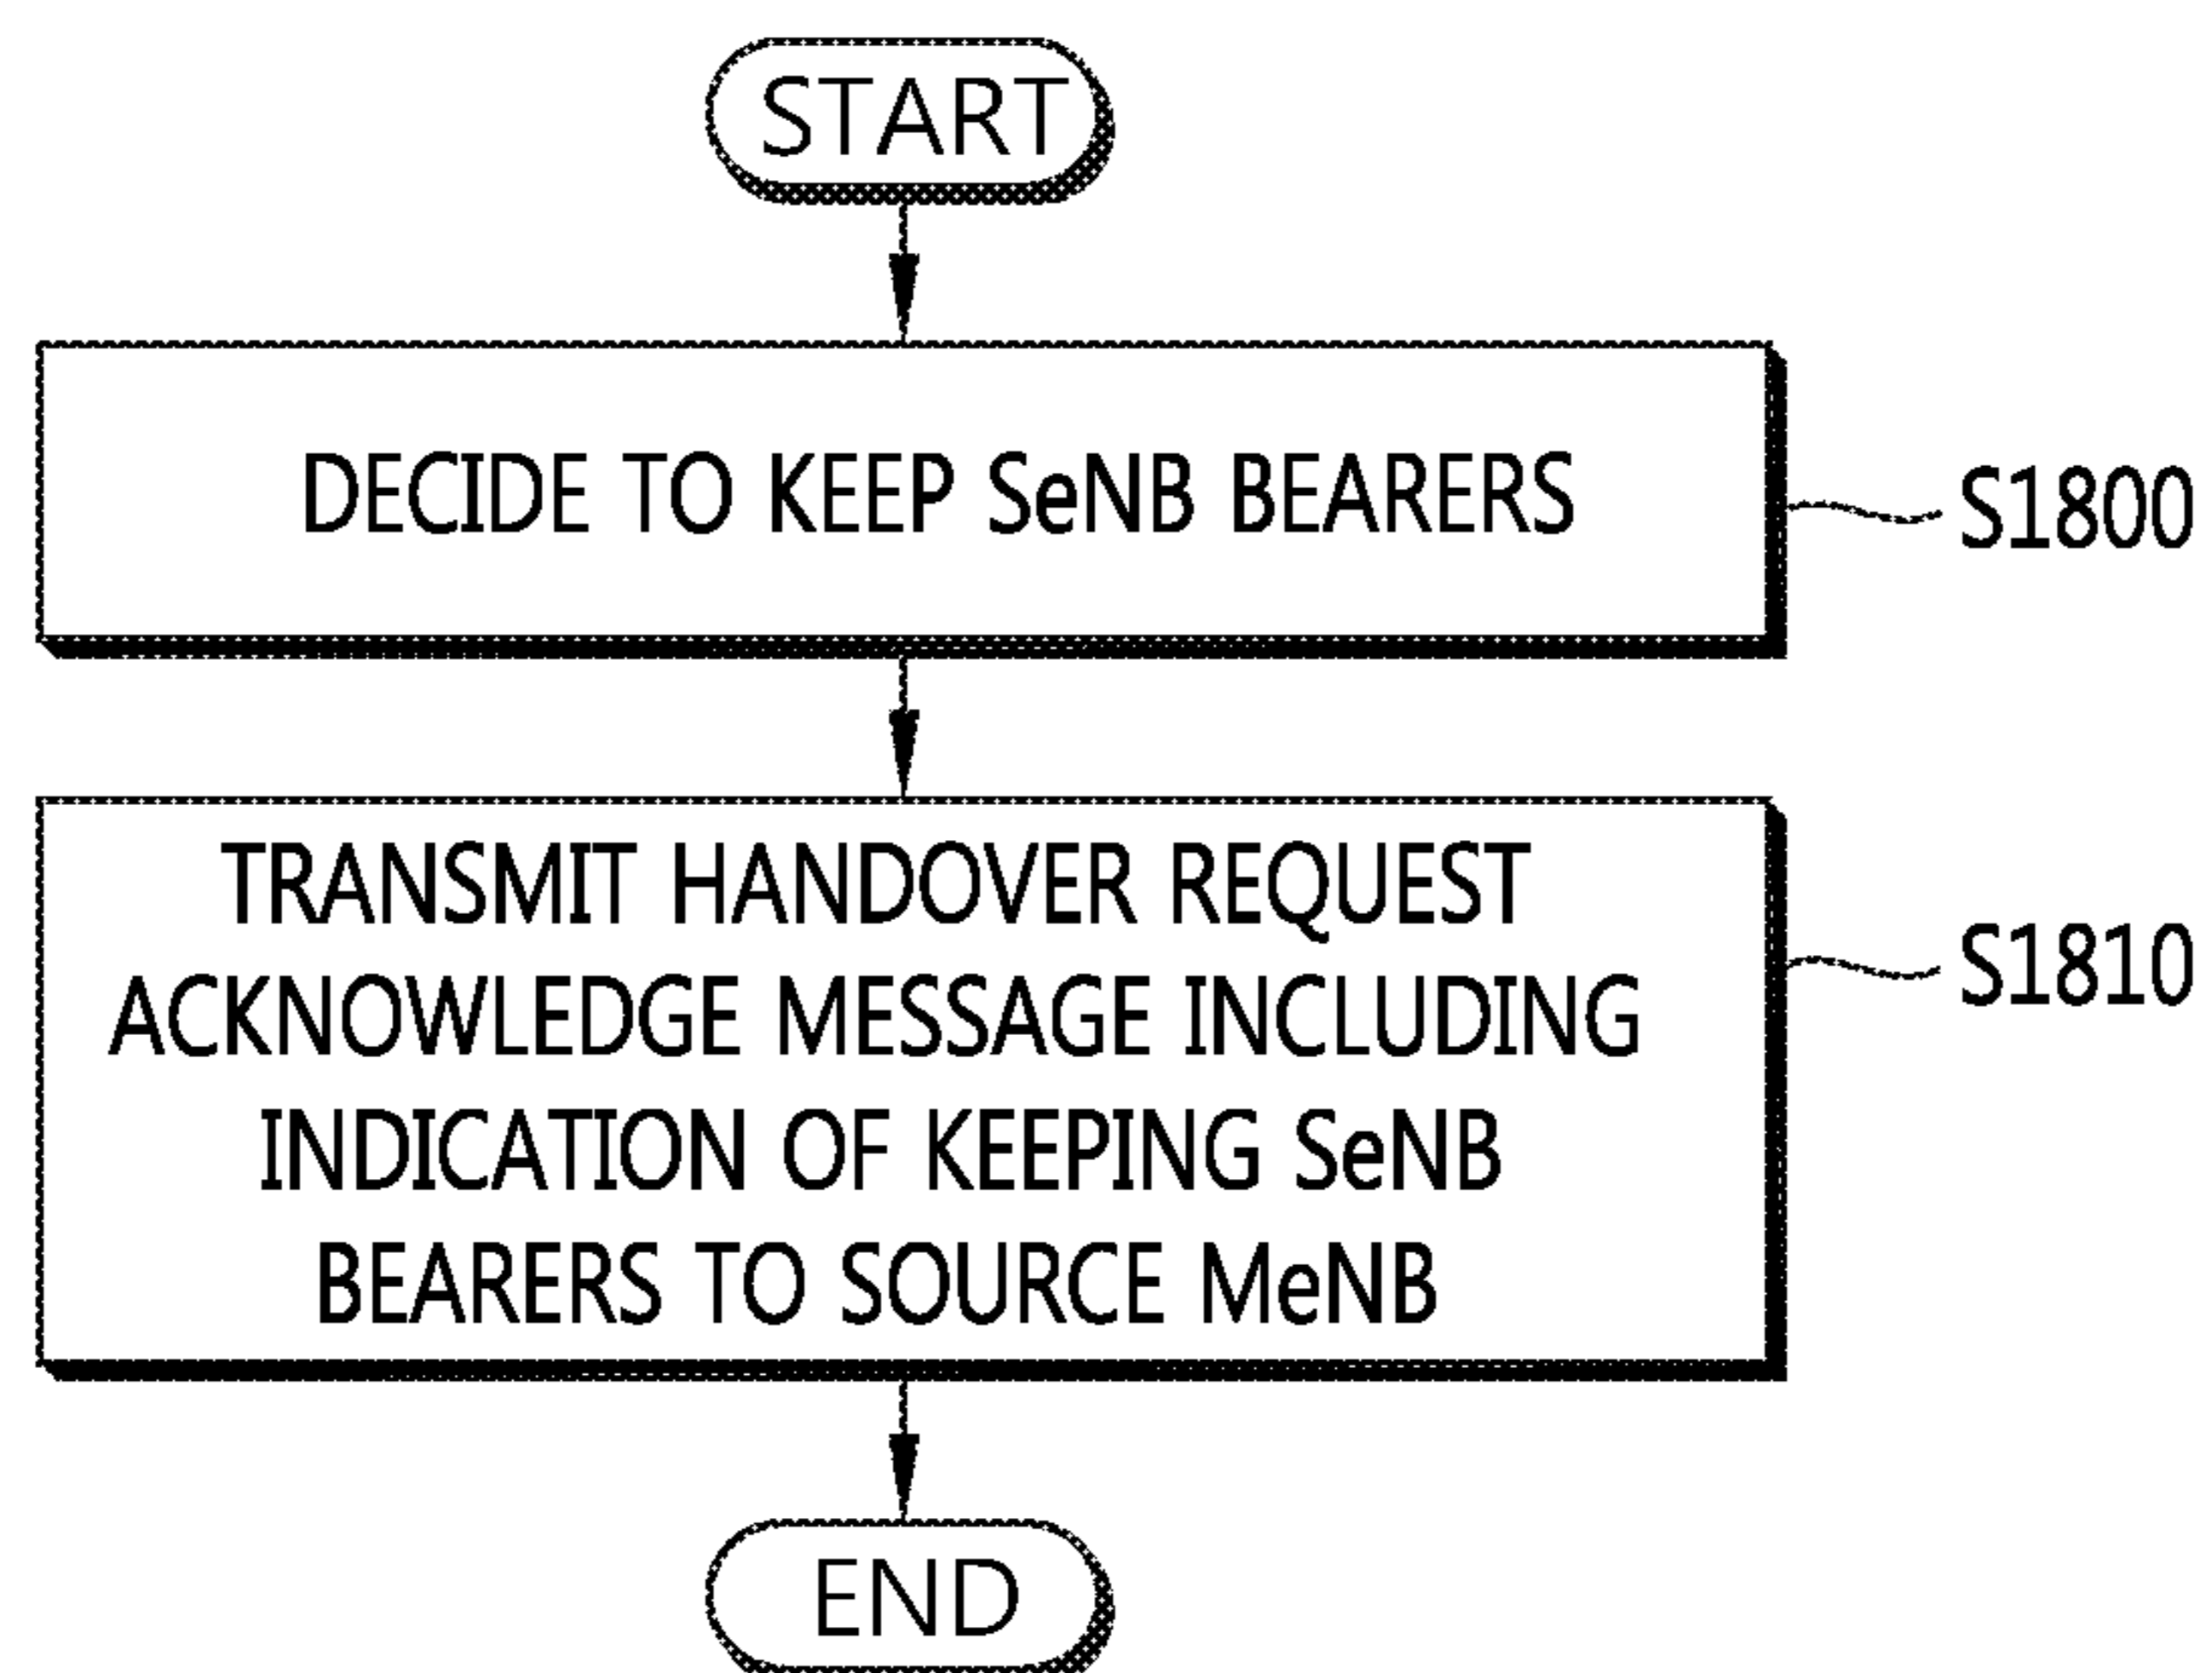 START
DECIDE TO KEEP SeNB BEARERS
S1800
TRANSMIT HANDOVER REQUEST
ACKNOWLEDGE MESSAGE INCLUDING
INDICATION OF KEEPING SeNB
BEARERS TO SOURCE MeNB
S1810
END